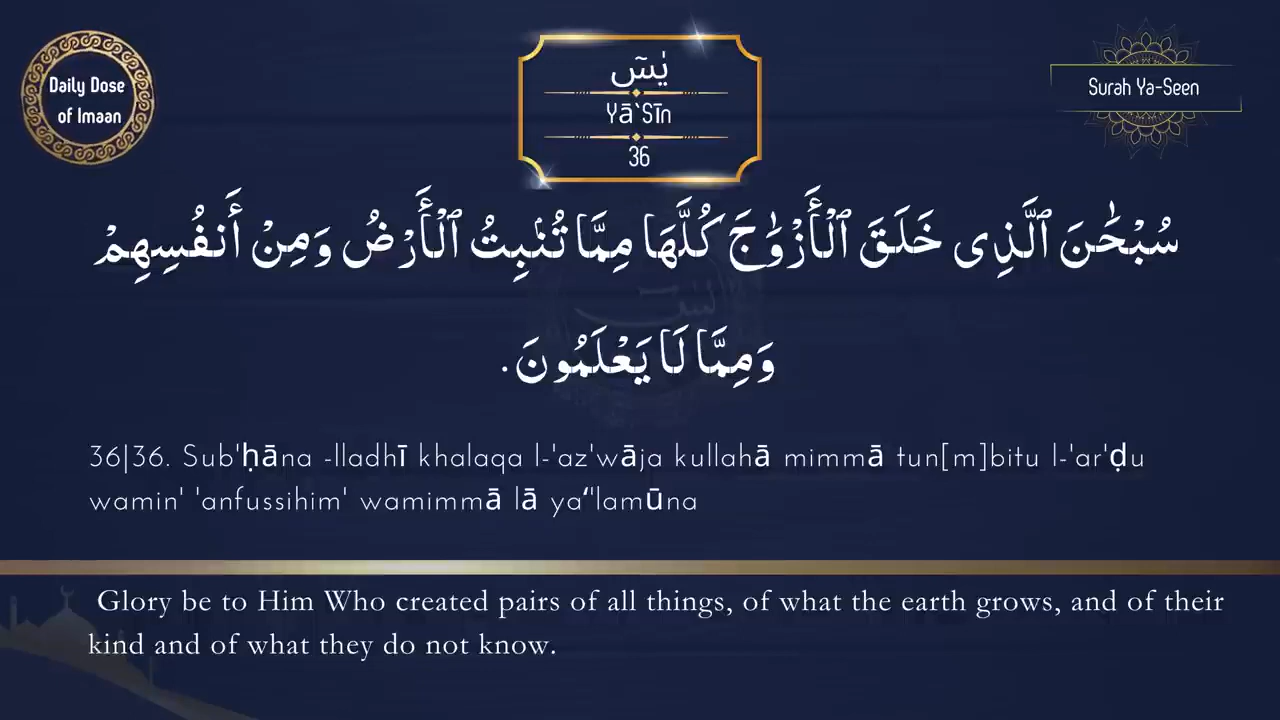 Daily Dose
of Imaan
يٰسٓ
Yā`Sīn
36
Surah Ya-Seen
سُبْحَٰنَ ٱلَّذِى خَلَقَ ٱلْأَزْوَٰجَ كُلَّهَا مِمَّا تُنۢبِتُ ٱلْأَرْضُ وَمِنْ أَنفُسِهِمْ
وَمِمَّا لَا يَعْلَمُونَ .
36|36. Sub'ḥāna -lladhī khalaqa l-'az'wāja kullahā mimmā tun[m]bitu l-'ar'ḍu
wamin' 'anfussihim' wamimmā lā ya‘'lamūna
Glory be to Him Who created pairs of all things, of what the earth grows, and of their
kind and of what they do not know.